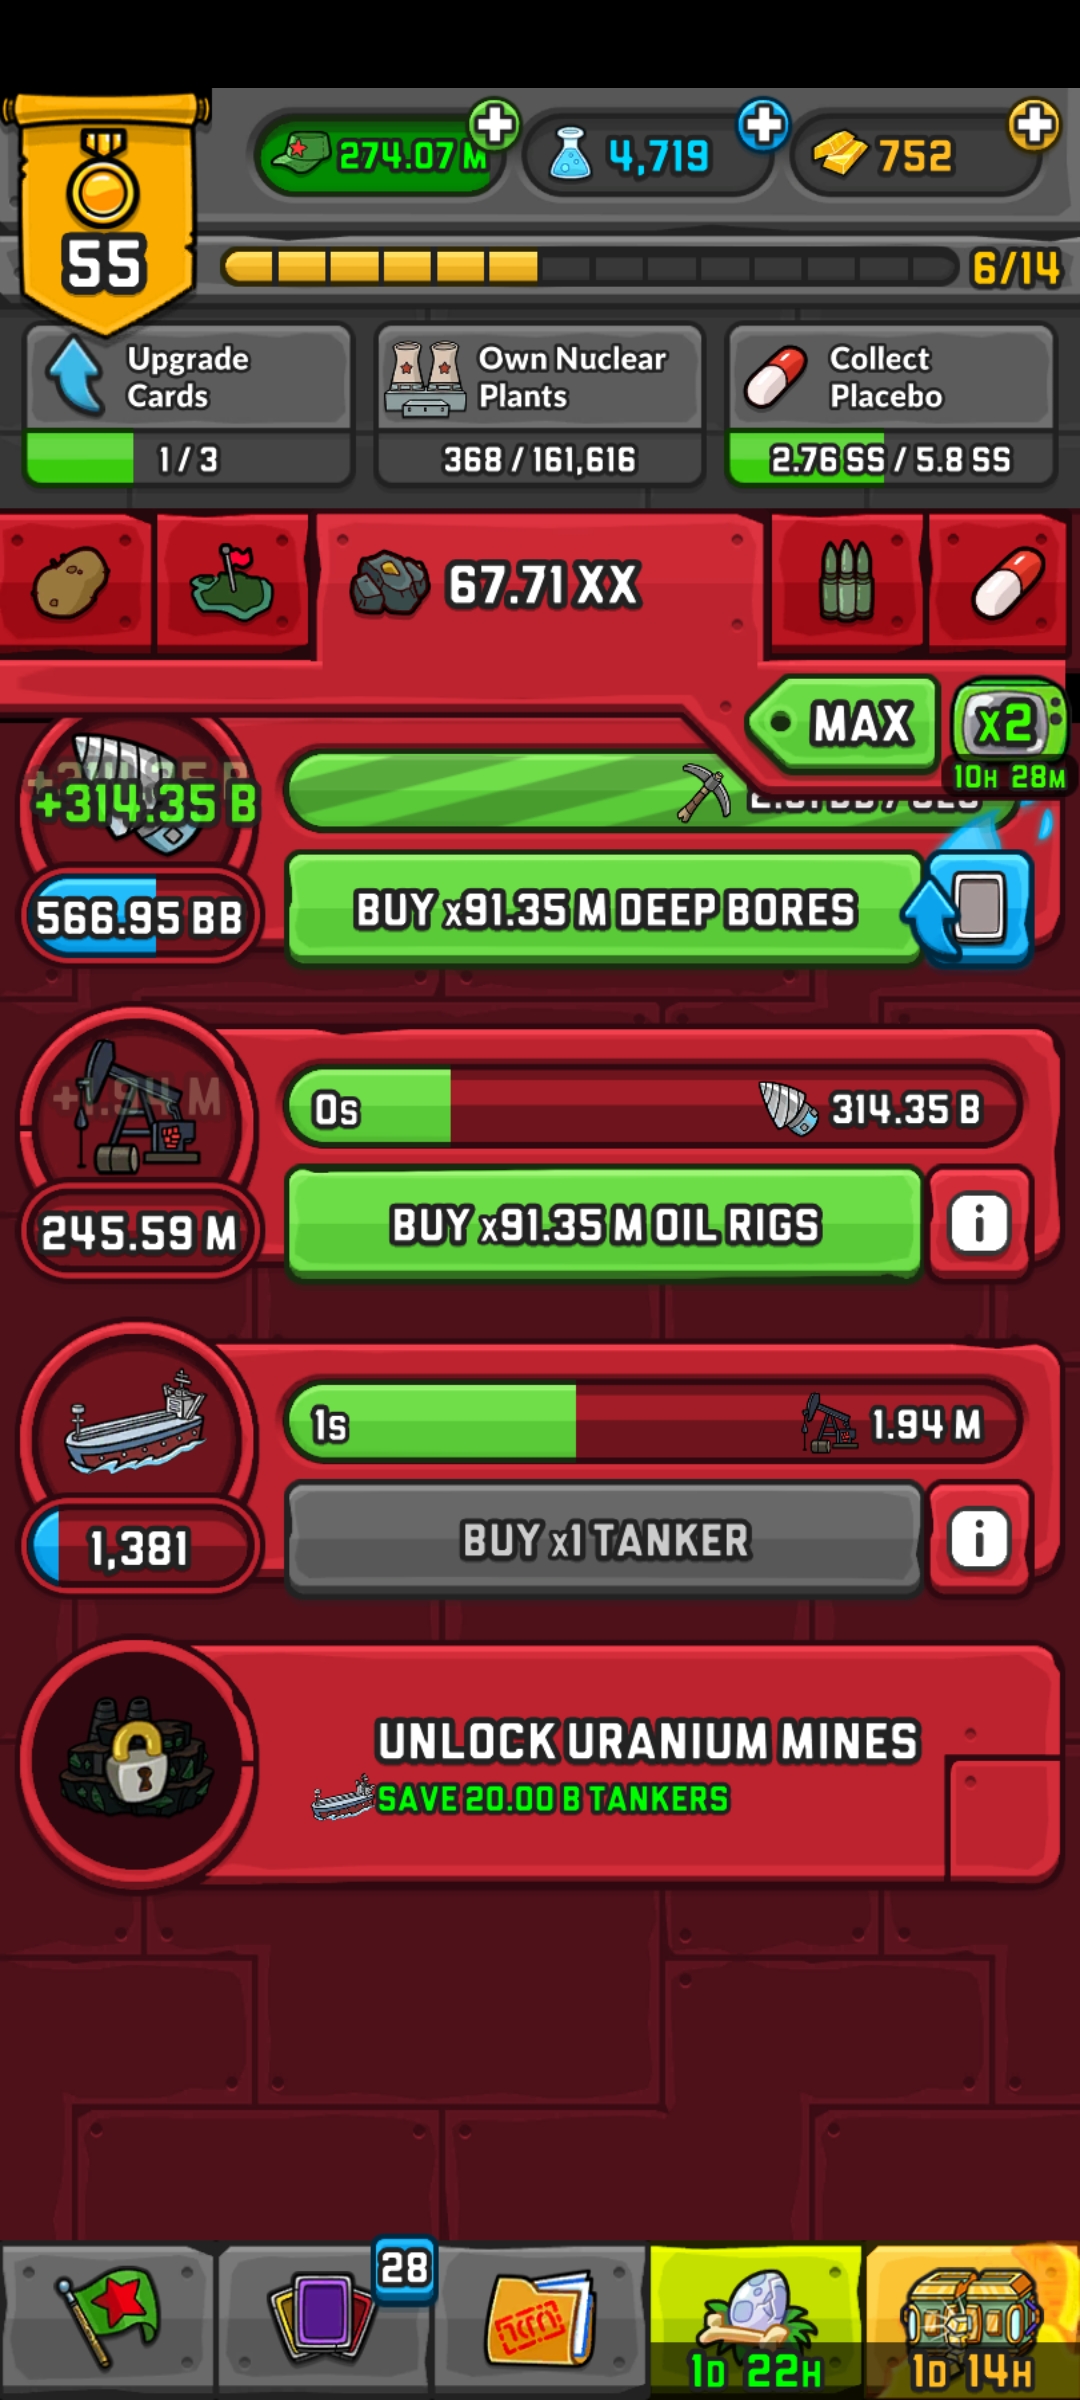 274.07 M
4,719
752
55
6/14
Upgrade
Cards
1 / 3
Own Nuclear
Plants
368 / 161,616
Collect
Placebo
2.76 SS / 5.8 SS
67.71 XX
MAX
x2
10H 28M
+314.35 B
566.95 BB
BUY x91.35 M DEEP BORES
+1.94 M
0s
314.35 B
245.59 M
BUY x91.35 M OIL RIGS
i
1s
1.94 M
1,381
BUY x1 TANKER
i
UNLOCK URANIUM MINES
SAVE 20.00 B TANKERS
28
1D 22H
1D 14H